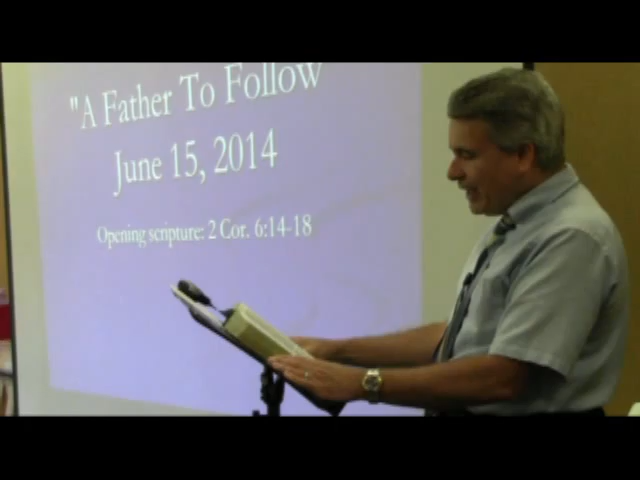 "A Father To Follow
June 15, 2014
Opening scripture: 2 Cor. 6:14-18